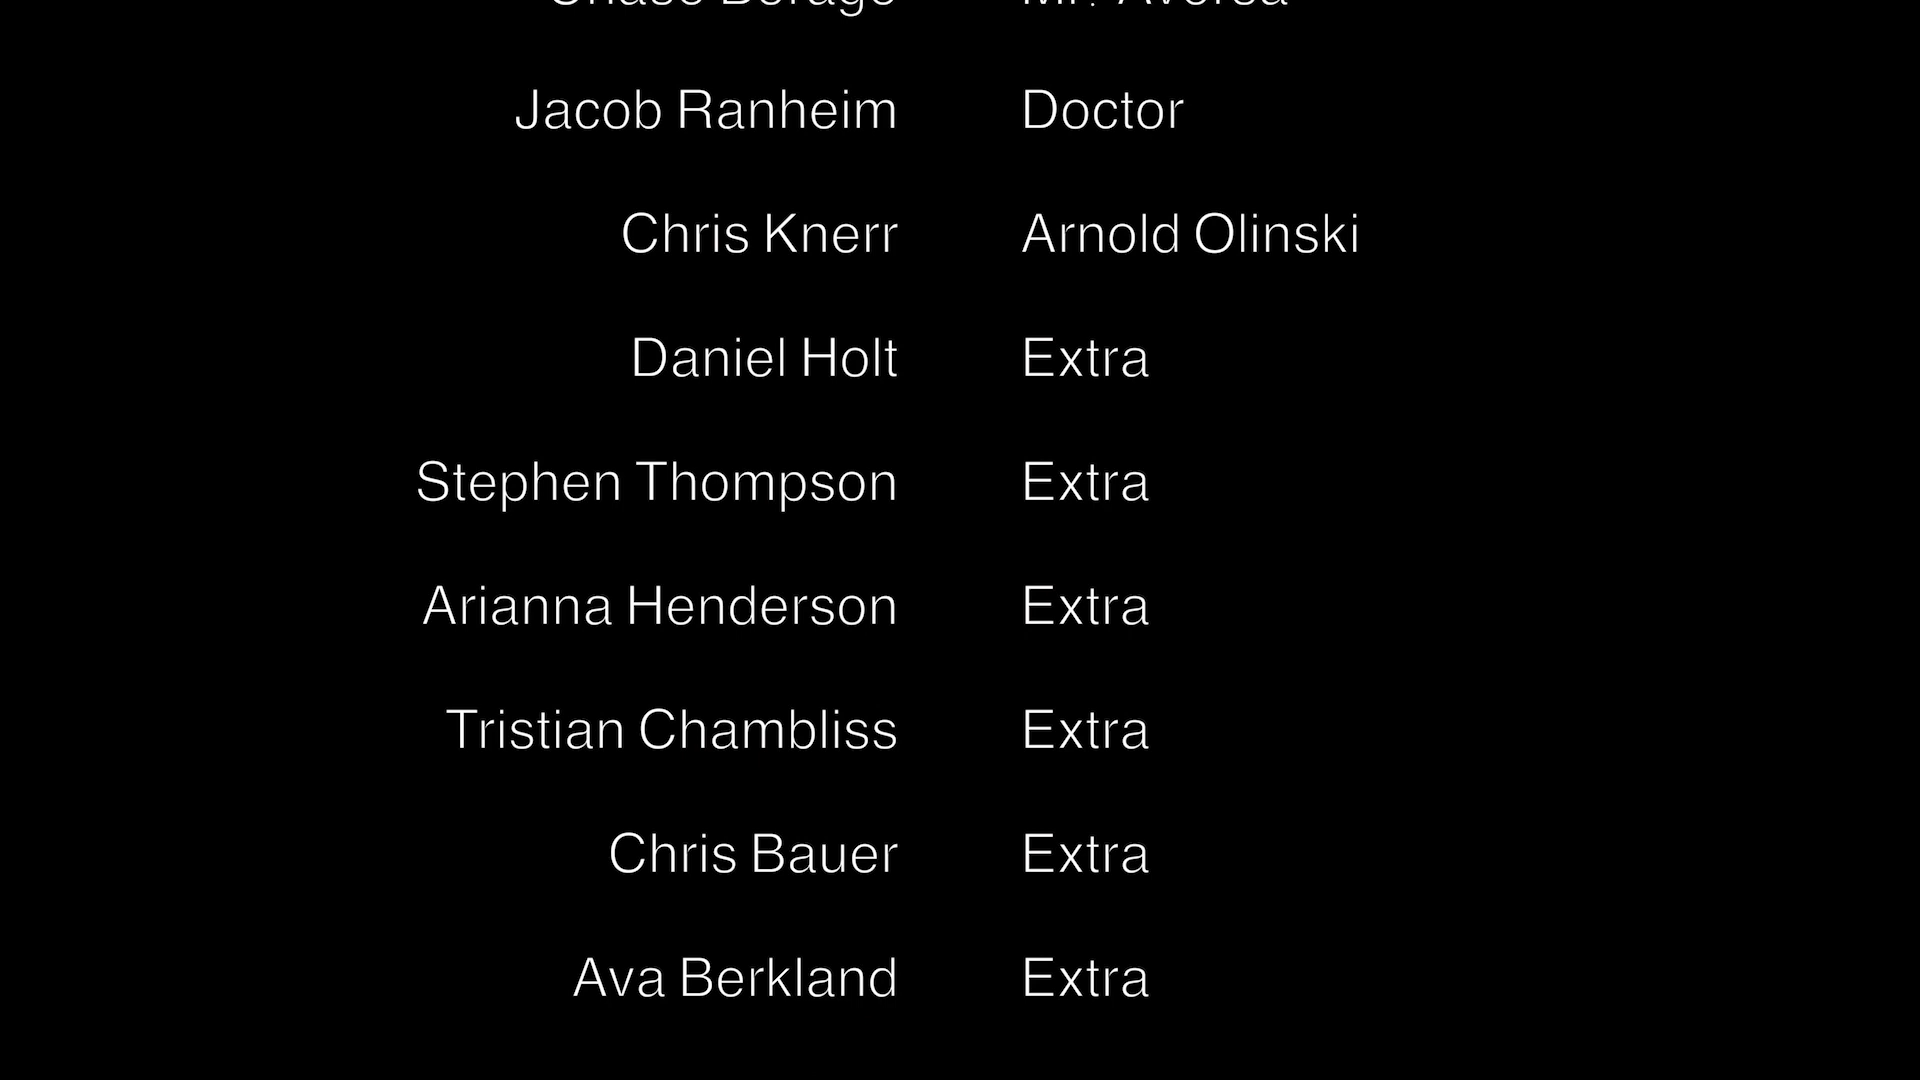 Jacob Ranheim Doctor
Chris Knerr Arnold Olinski
Daniel Holt Extra
Stephen Thompson Extra
Arianna Henderson Extra
Tristian Chambliss Extra
Chris Bauer Extra
Ava Berkland Extra